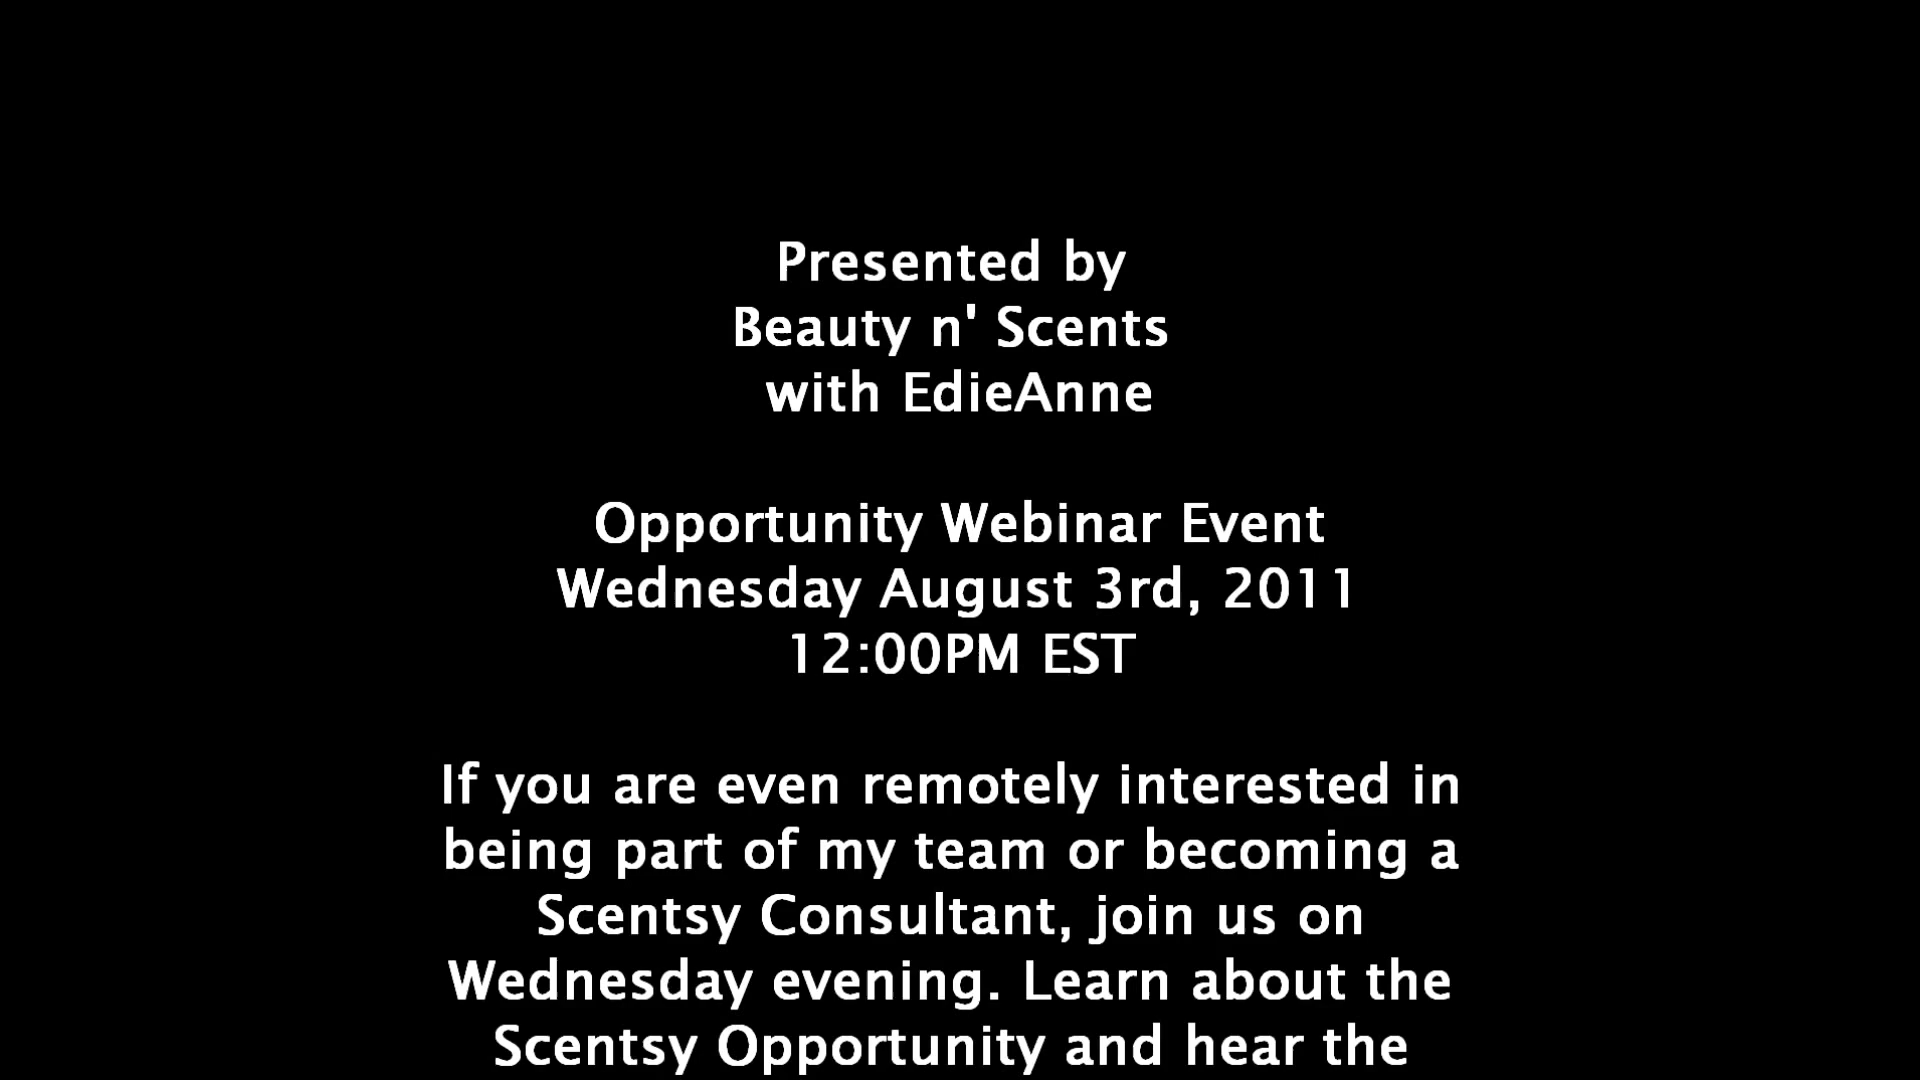 Presented by
Beauty n' Scents
with EdieAnne
Opportunity Webinar Event
Wednesday August 3rd, 2011
12:00PM EST
If you are even remotely interested in
being part of my team or becoming a
Scentsy Consultant, join us on
Wednesday evening. Learn about the
Scentsy Opportunity and hear the